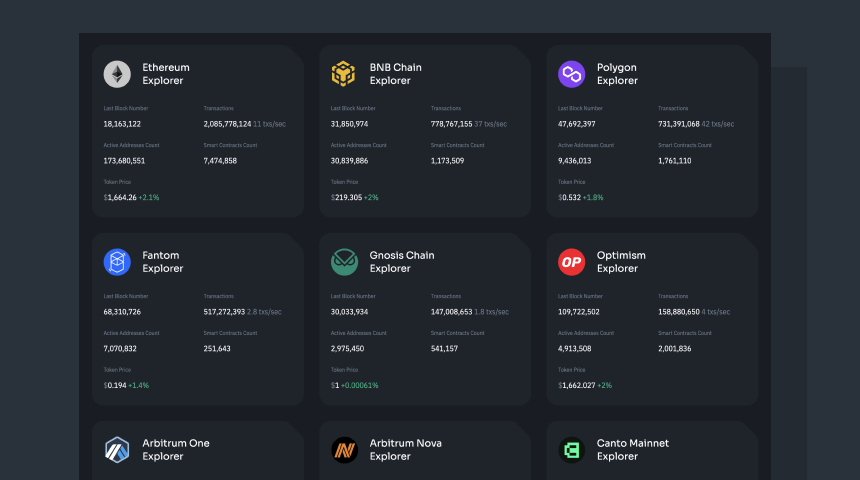 Ethereum
Explorer
Last Block Number
Transactions
18,163,122
2,085,778,124 11 txs/sec
Active Addresses Count
Smart Contracts Count
173,680,551
7,474,858
Token Price
$1,664.26 +2.1%
BNB Chain
Explorer
Last Block Number
Transactions
31,850,974
778,767,155 37 txs/sec
Active Addresses Count
Smart Contracts Count
30,839,886
1,173,509
Token Price
$219.305 +2%
Polygon
Explorer
Last Block Number
Transactions
47,692,397
731,391,068 42 txs/sec
Active Addresses Count
Smart Contracts Count
9,436,013
1,761,110
Token Price
$0.532 +1.8%
Fantom
Explorer
Last Block Number
Transactions
68,310,726
517,272,393 2.8 txs/sec
Active Addresses Count
Smart Contracts Count
7,070,832
251,643
Token Price
$0.194 +1.4%
Gnosis Chain
Explorer
Last Block Number
Transactions
30,033,934
147,008,653 1.8 txs/sec
Active Addresses Count
Smart Contracts Count
2,975,450
541,157
Token Price
$1 +0.00061%
OP
Optimism
Explorer
Last Block Number
Transactions
109,722,502
158,880,650 4 txs/sec
Active Addresses Count
Smart Contracts Count
4,913,508
2,001,836
Token Price
$1,662.027 +2%
Arbitrum One
Explorer
Arbitrum Nova
Explorer
Canto Mainnet
Explorer